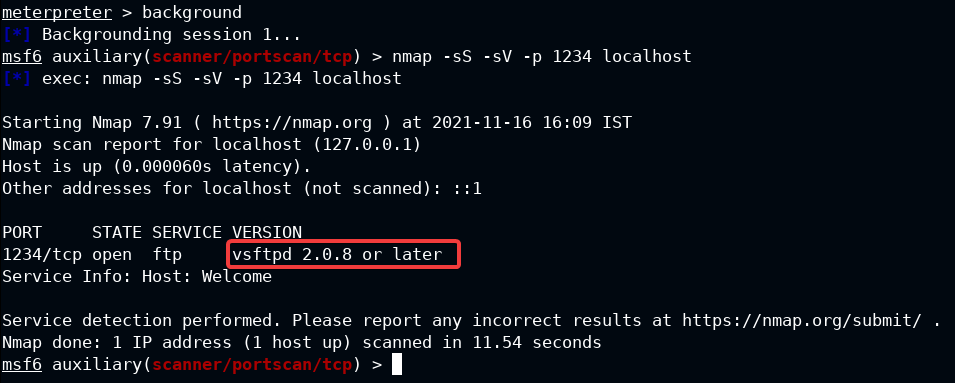 meterpreter > background
[*] Backgrounding session 1...
msf6 auxiliary(scanner/portscan/tcp) > nmap -sS -sV -p 1234 localhost
[*] exec: nmap -sS -sV -p 1234 localhost
Starting Nmap 7.91 ( https://nmap.org ) at 2021-11-16 16:09 IST
Nmap scan report for localhost (127.0.0.1)
Host is up (0.000060s latency).
Other addresses for localhost (not scanned): ::1
PORT     STATE SERVICE VERSION
1234/tcp open  ftp     vsftpd 2.0.8 or later
Service Info: Host: Welcome
Service detection performed. Please report any incorrect results at https://nmap.org/submit/ .
Nmap done: 1 IP address (1 host up) scanned in 11.54 seconds
msf6 auxiliary(scanner/portscan/tcp) >